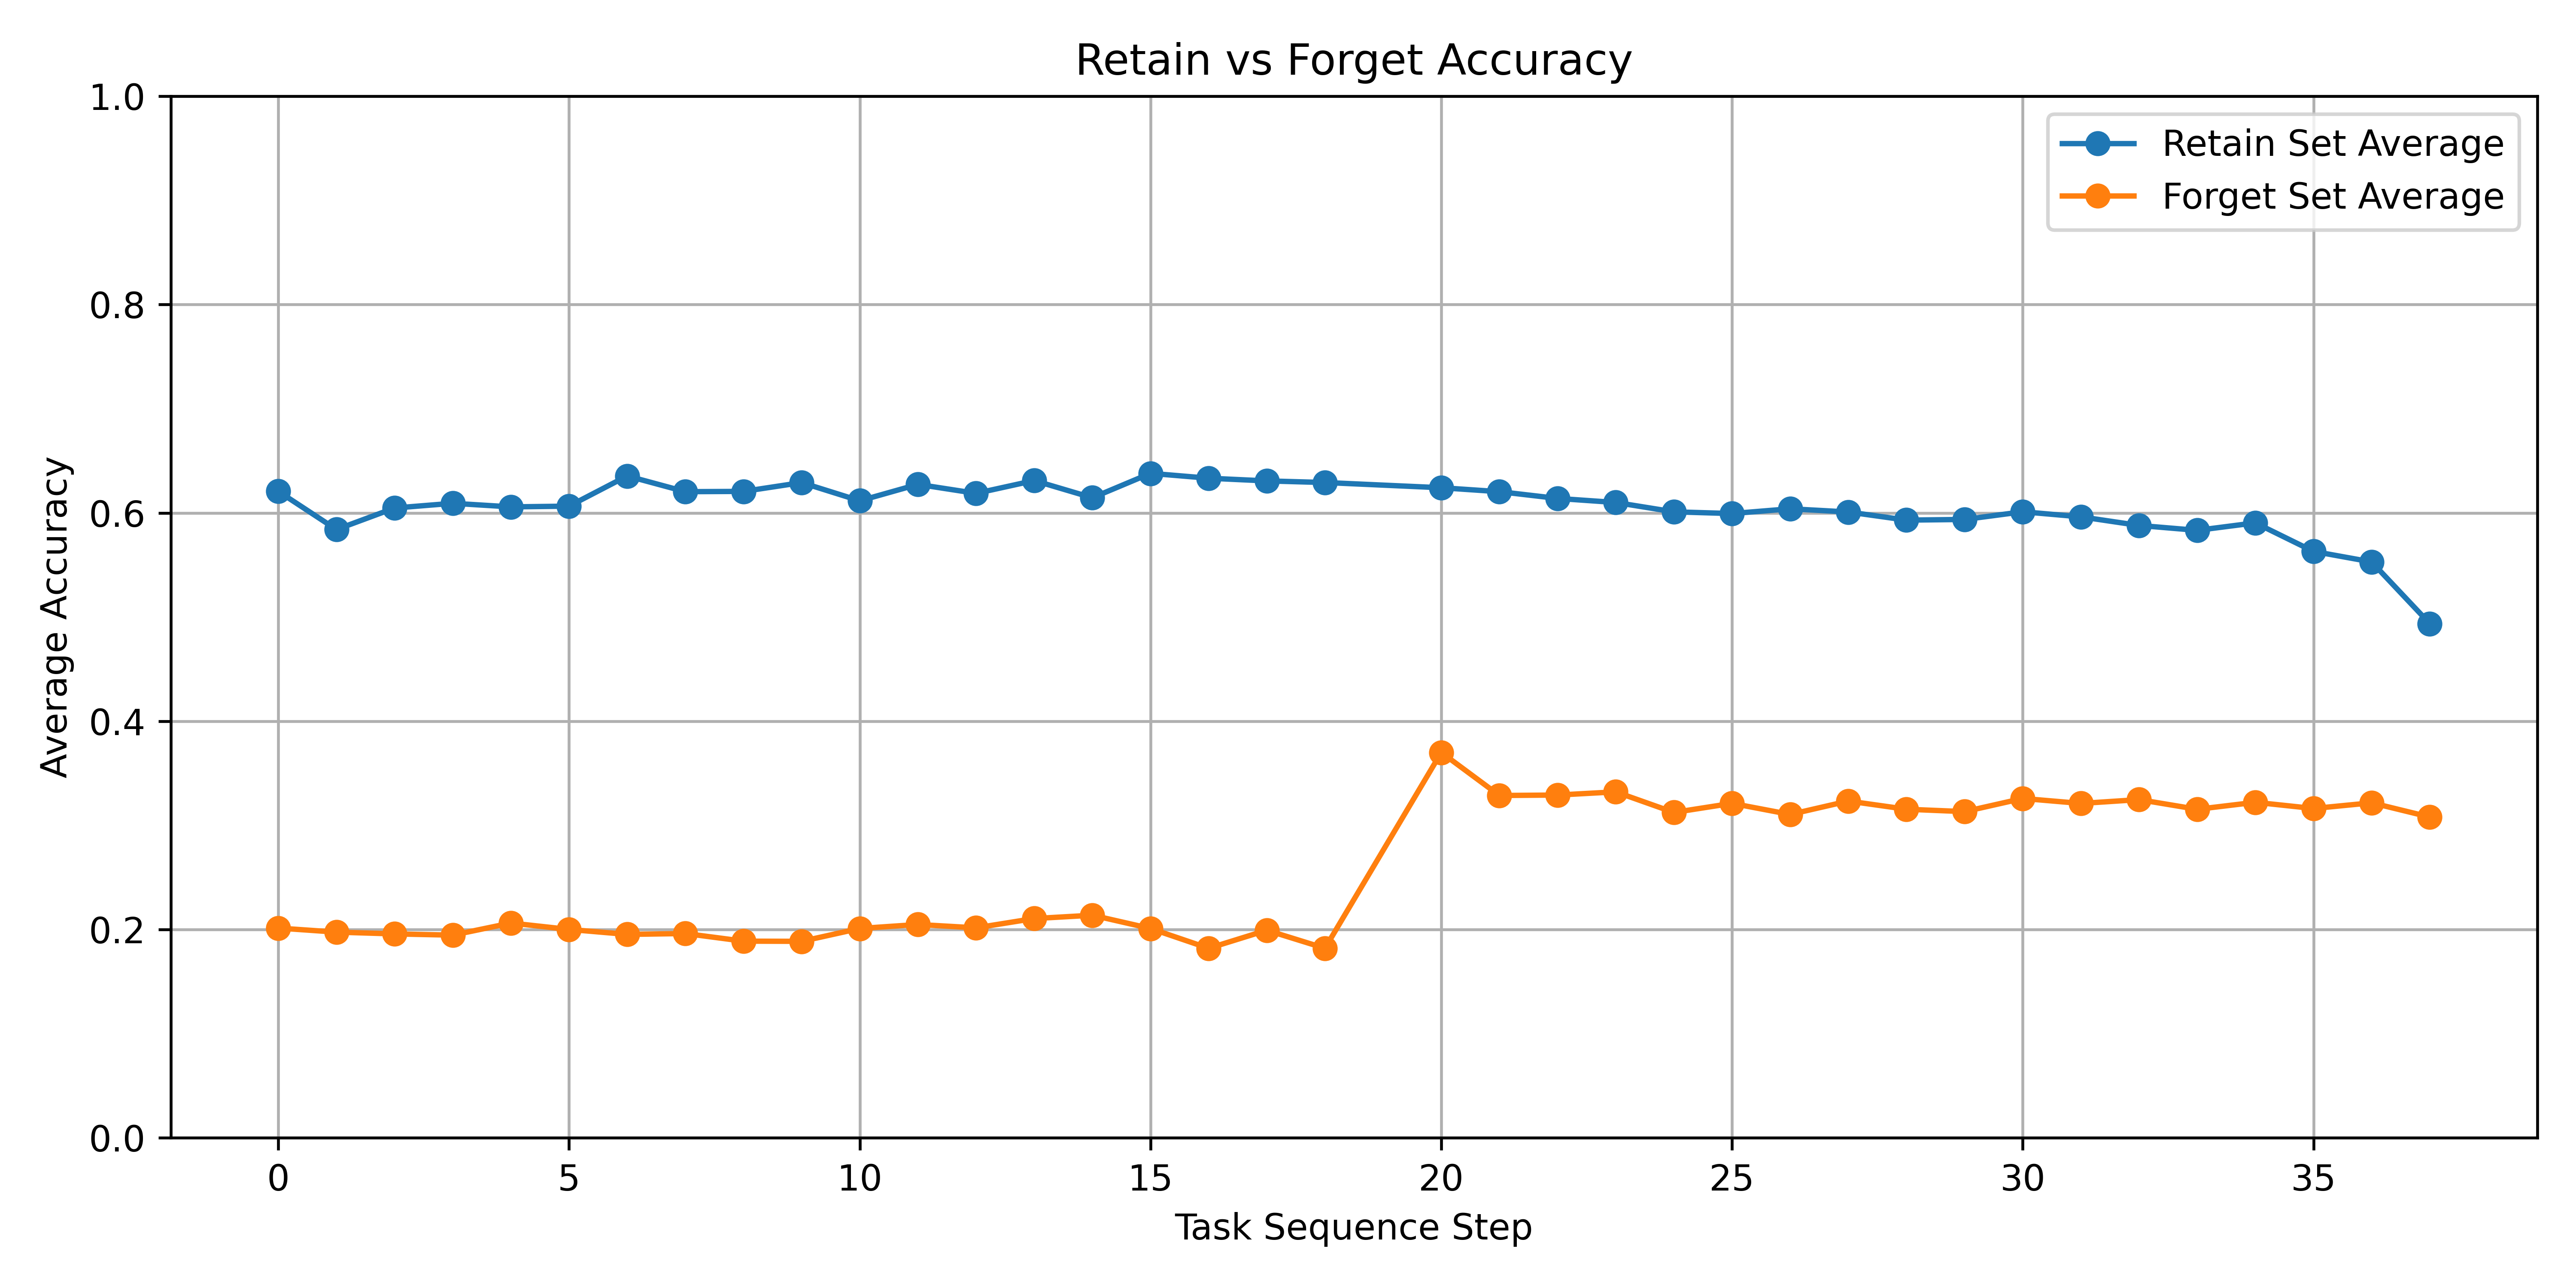 Retain vs Forget Accuracy
1.0
0.8
0.6
0.4
0.2
0.0
Average Accuracy
Retain Set Average
Forget Set Average
0 5 10 15 20 25 30 35
Task Sequence Step